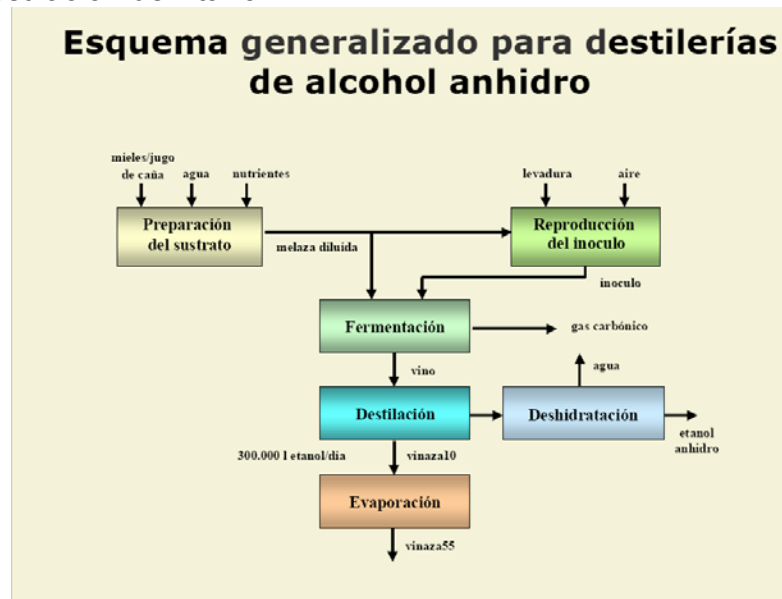 Esquema generalizado para destilerías
de alcohol anhidro
mieles/jugo
de caña
agua
nutrientes
levadura
aire
Preparación
del sustrato
Reproducción
del inoculo
melaza diluida
inoculo
Fermentación
gas carbónico
vino
agua
Destilación
Deshidratación
etanol
anhidro
300.000 l etanol/día
vinaza10
Evaporación
vinaza55